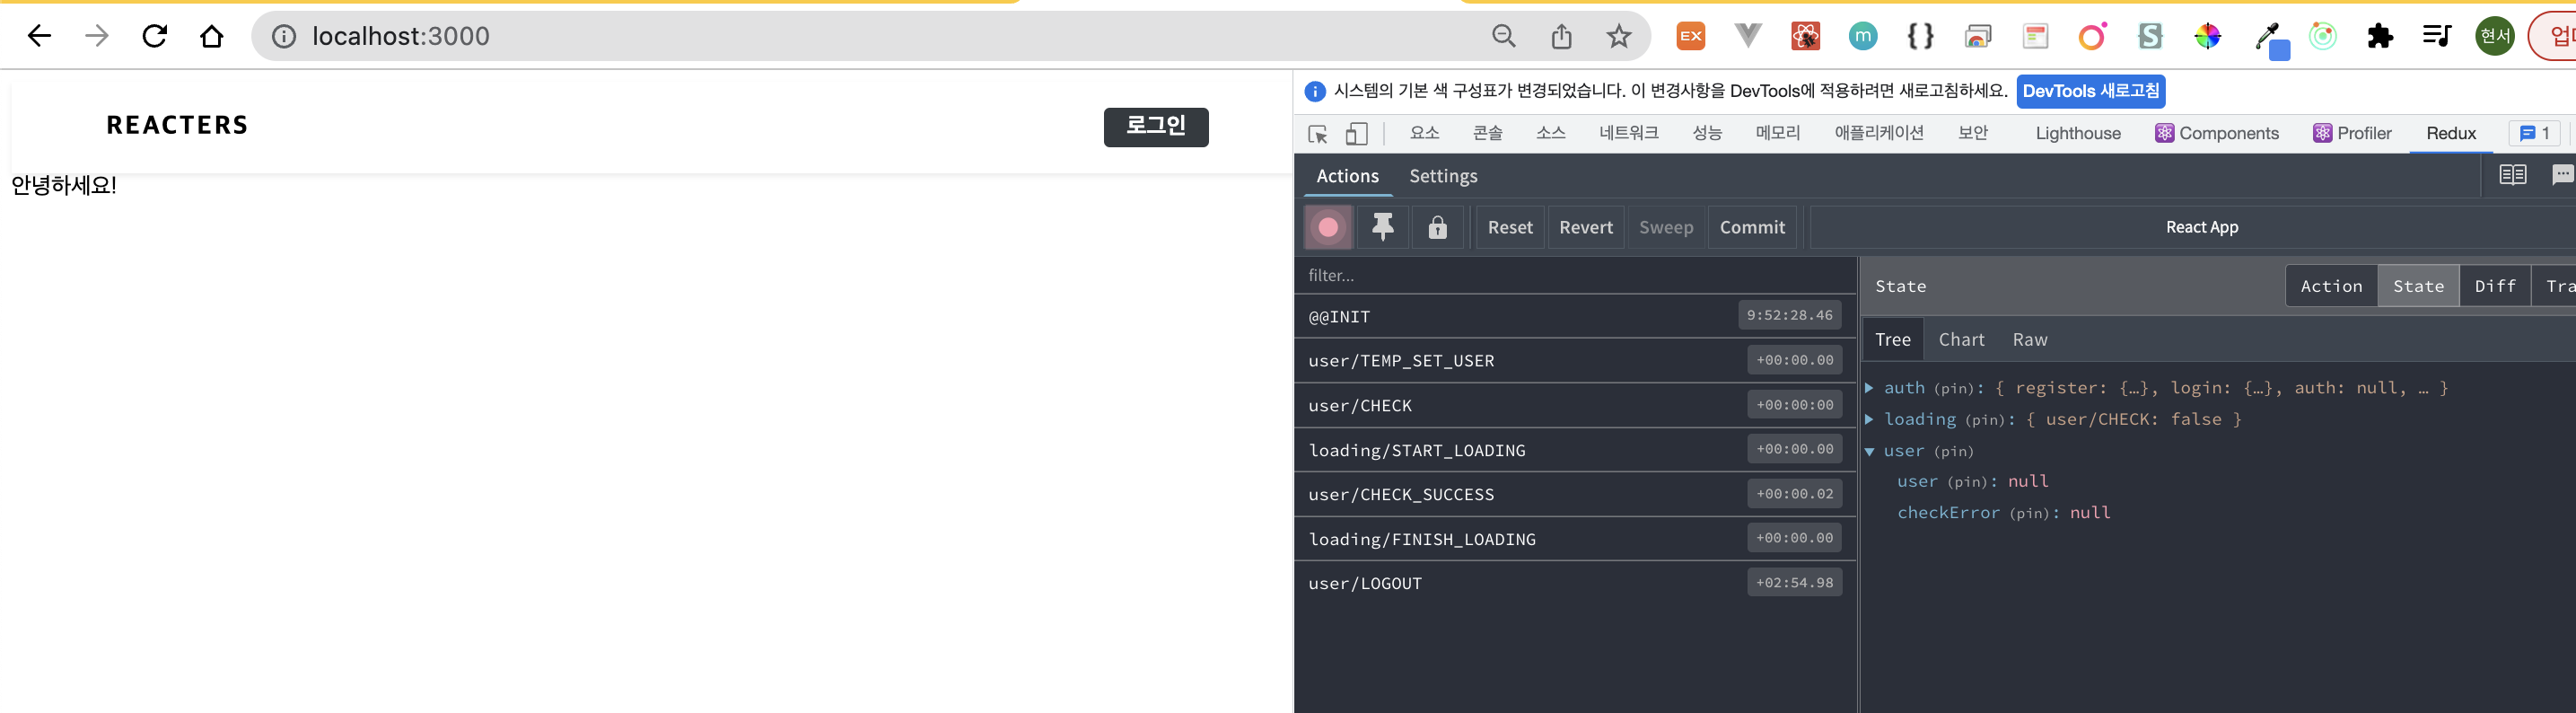 localhost:3000
EX
m
{ }
S
현서
REACTERS
로그인
안녕하세요!
시스템의 기본 색 구성표가 변경되었습니다. 이 변경사항을 DevTools에 적용하려면 새로고침하세요. DevTools 새로고침
요소 콘솔 소스 네트워크 성능 메모리 애플리케이션 보안 Lighthouse Components Profiler Redux 1
Actions Settings
Reset Revert Sweep Commit React App
filter...
@@INIT 9:52:28.46
user/TEMP_SET_USER +00:00.00
user/CHECK +00:00:00
loading/START_LOADING +00:00.00
user/CHECK_SUCCESS +00:00.02
loading/FINISH_LOADING +00:00.00
user/LOGOUT +02:54.98
State Action State Diff
Tree Chart Raw
auth (pin): { register: {…}, login: {…}, auth: null, … }
loading (pin): { user/CHECK: false }
user (pin)
user (pin): null
checkError (pin): null